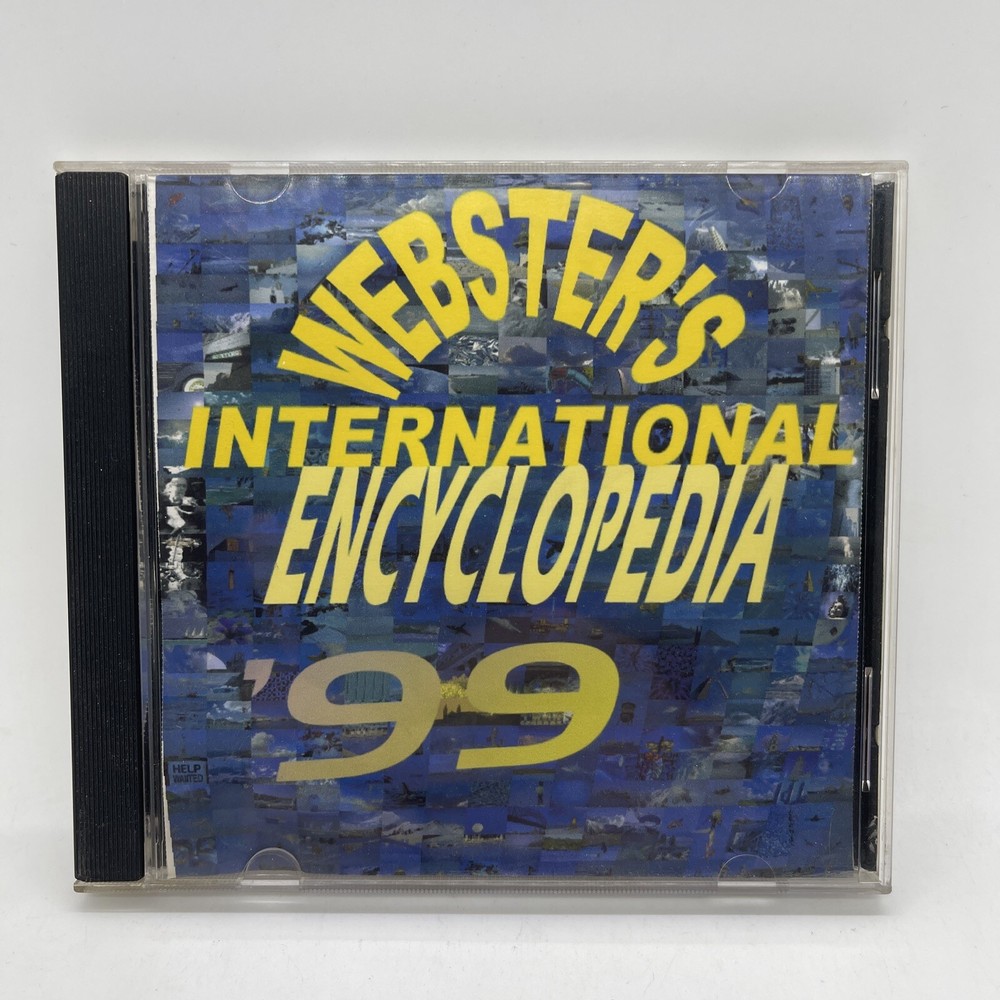 WEBSTER'S
INTERNATIONAL
ENCYCLOPEDIA
'99
HELP
WANTED